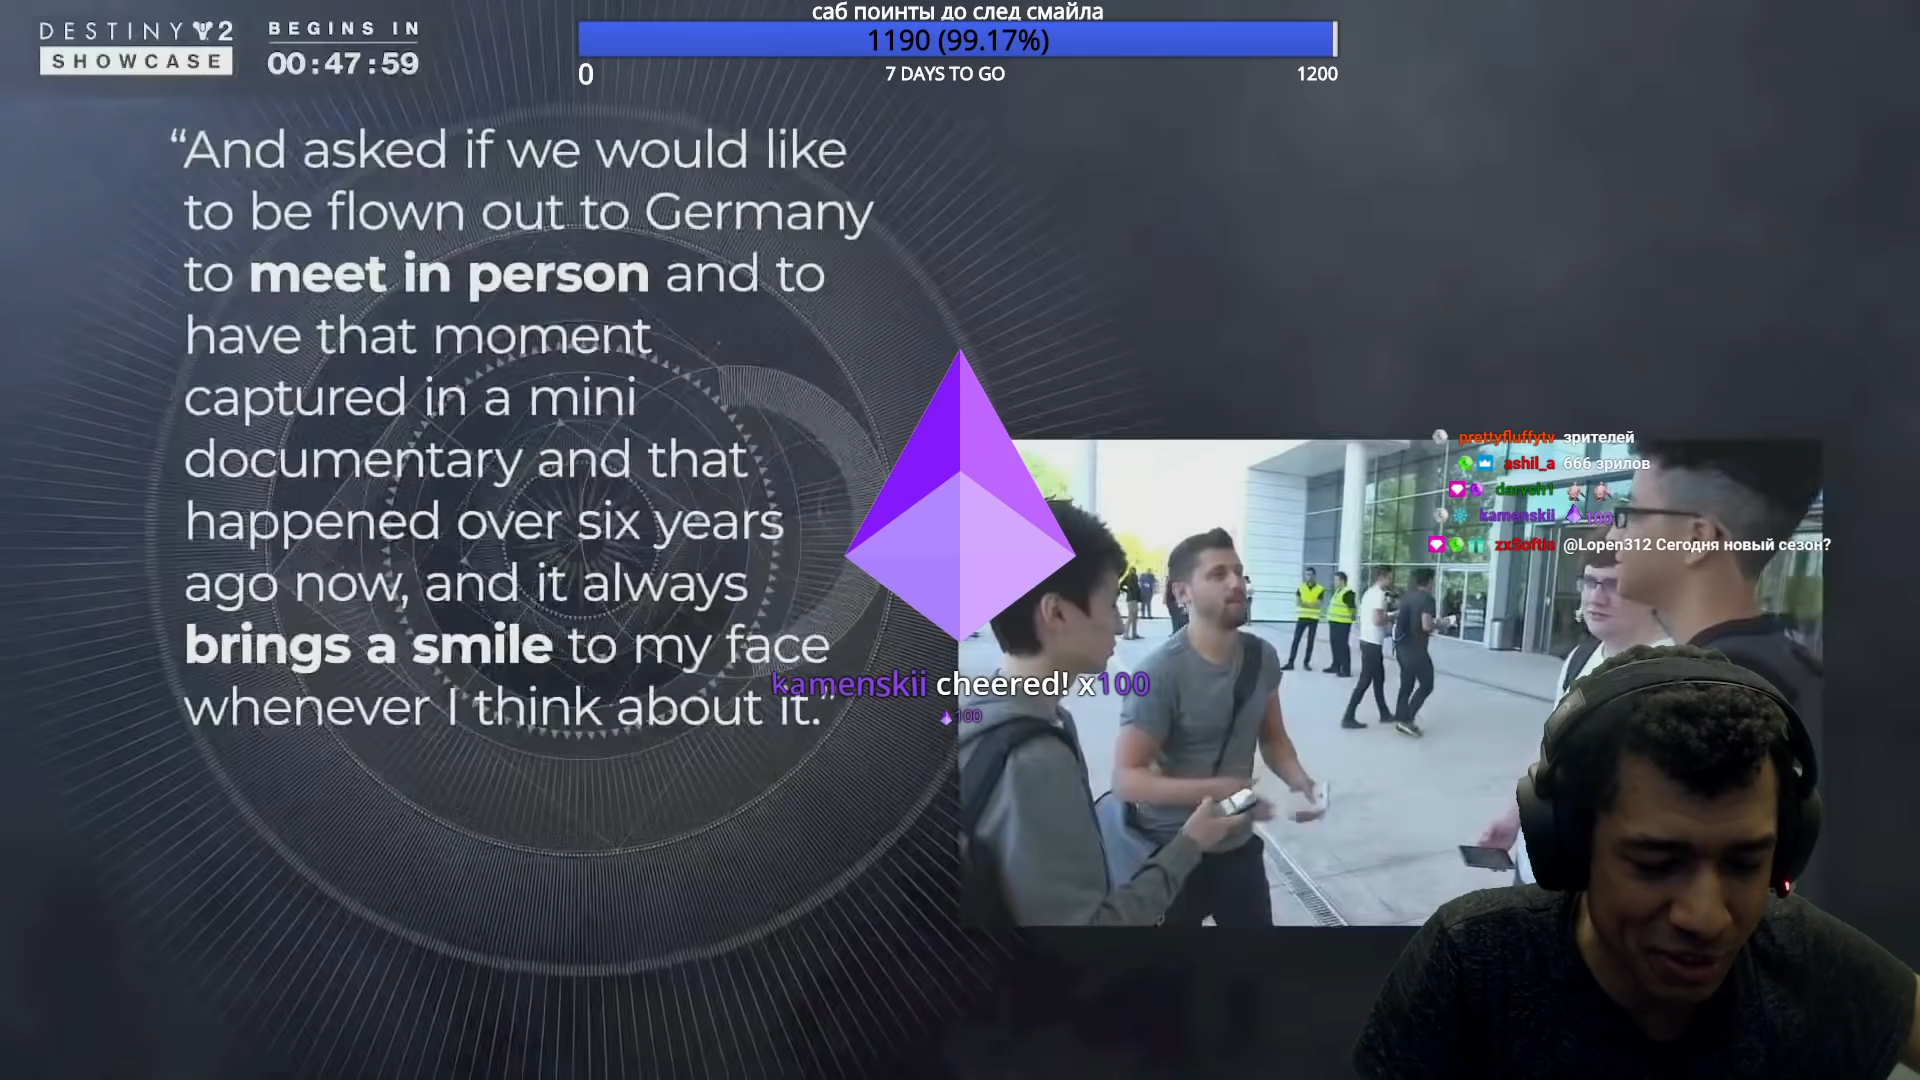 DESTINY 2
SHOWCASE
BEGINS IN
00:47:59
саб поинты до след смайла
1190 (99.17%)
0
7 DAYS TO GO
1200
“And asked if we would like
to be flown out to Germany
to meet in person and to
have that moment
captured in a mini
documentary and that
happened over six years
ago now, and it always
brings a smile to my face
whenever I think about it.”
prettyfluffytv зрителей
ashil_a 666 зрилов
darvsh1
kamenskii 100
zxSoftix @Lopen312 Сегодня новый сезон?
kamenskii cheered! x100
100